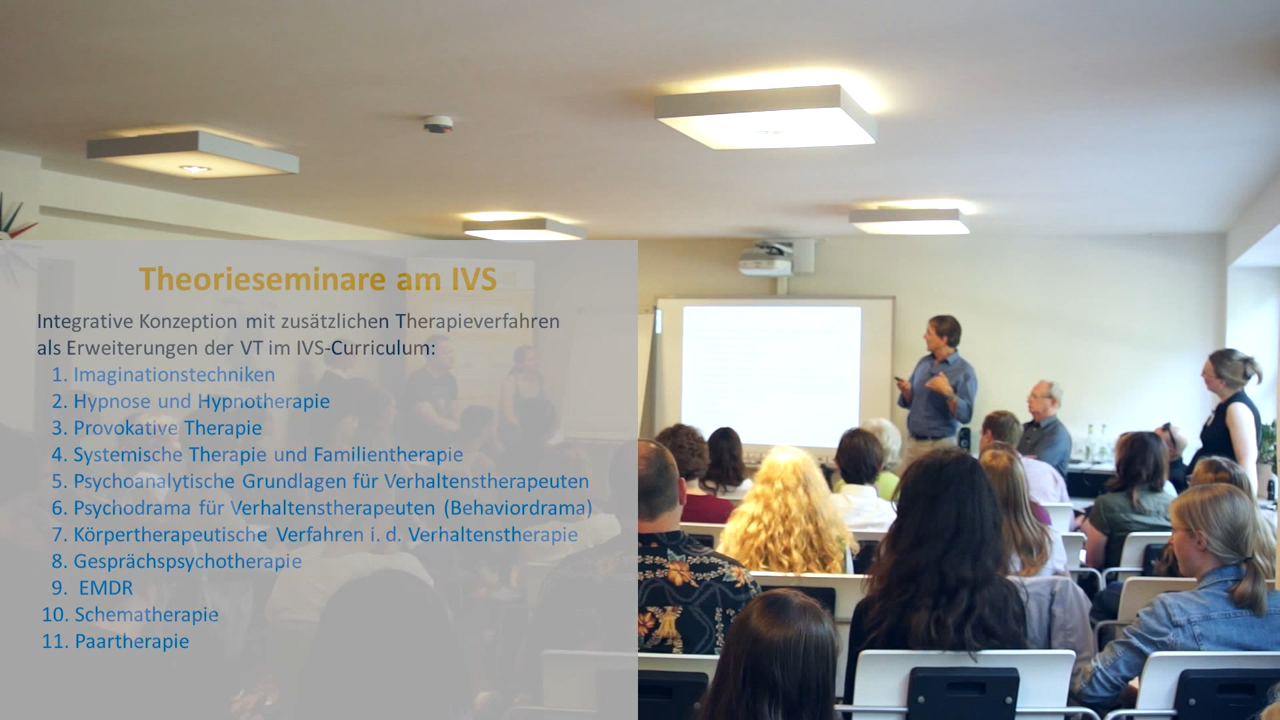 Theorieseminare am IVS
Integrative Konzeption mit zusätzlichen Therapieverfahren
als Erweiterungen der VT im IVS-Curriculum:
1. Imaginationstechniken
2. Hypnose und Hypnotherapie
3. Provokative Therapie
4. Systemische Therapie und Familientherapie
5. Psychoanalytische Grundlagen für Verhaltenstherapeuten
6. Psychodrama für Verhaltenstherapeuten (Behaviordrama)
7. Körpertherapeutische Verfahren i. d. Verhaltenstherapie
8. Gesprächspsychotherapie
9. EMDR
10. Schematherapie
11. Paartherapie